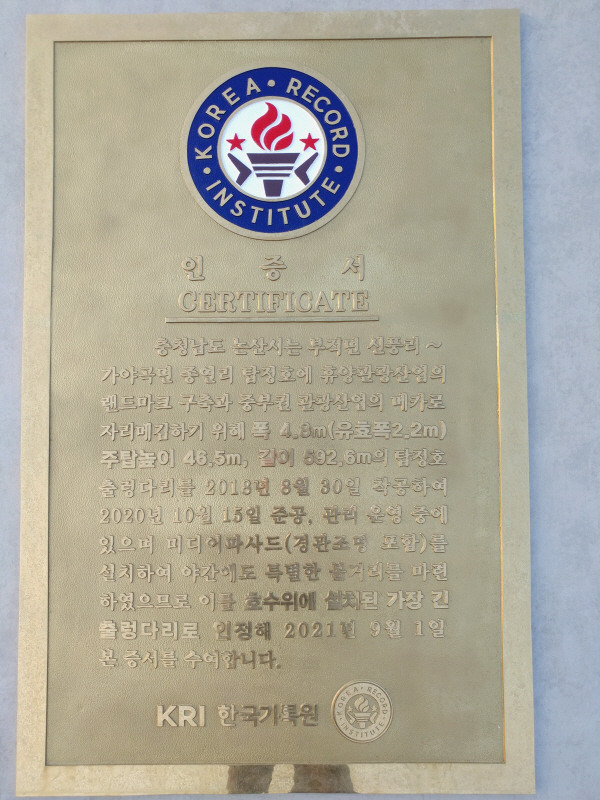 KOREA • RECORD • INSTITUTE •
인 증 서
CERTIFICATE
충청남도 논산시는 부적면 신풍리 ~
가야곡면 종연리 탑정호에 휴양관광산업의
랜드마크 구축과 중부권 관광산업의 메카로
자리매김하기 위해 폭 4.8m(유효폭2.2m)
주탑높이 46.5m, 길이 592.6m의 탑정호
출렁다리를 2018년 8월 30일 착공하여
2020년 10월 15일 준공, 관리 운영 중에
있으며 미디어파사드(경관조명 포함)를
설치하여 야간에도 특별한 볼거리를 마련
하였으므로 이를 호수위에 설치된 가장 긴
출렁다리로 인정해 2021년 9월 1일
본 증서를 수여합니다.
KRI 한국기록원
KOREA • RECORD • INSTITUTE •